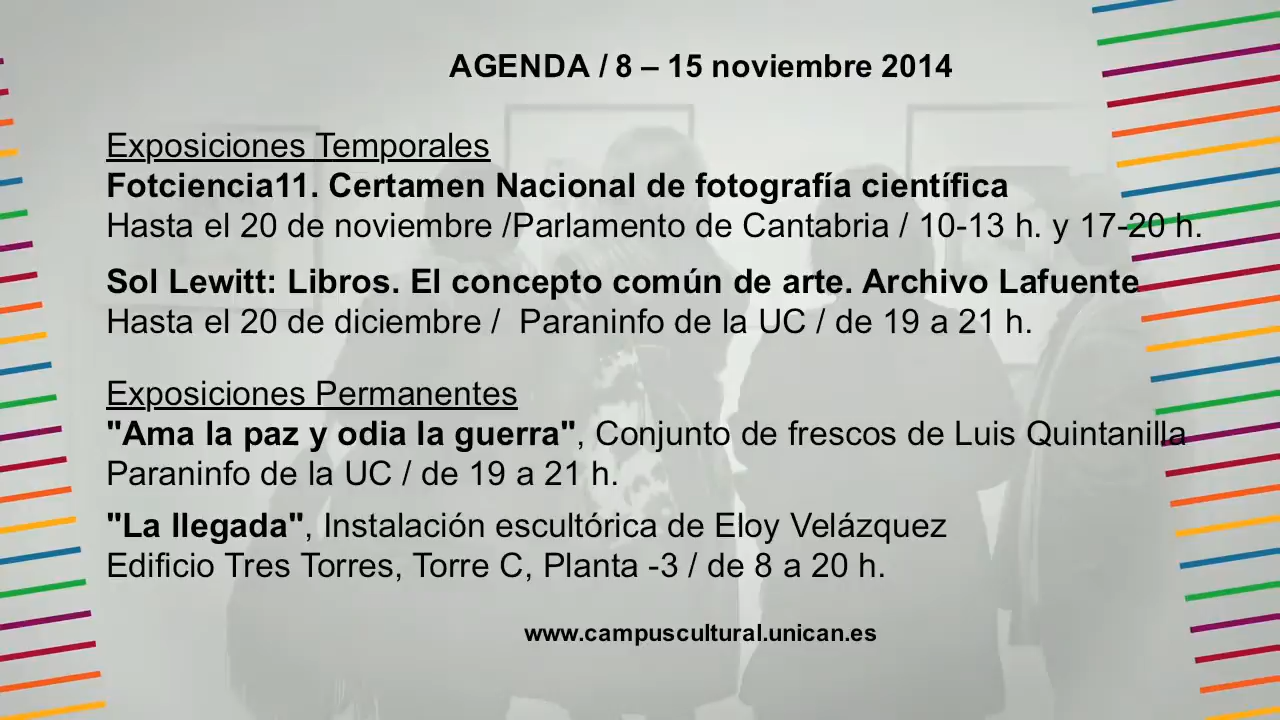 AGENDA / 8 – 15 noviembre 2014
Exposiciones Temporales
Fotciencia11. Certamen Nacional de fotografía científica
Hasta el 20 de noviembre /Parlamento de Cantabria / 10-13 h. y 17-20 h.
Sol Lewitt: Libros. El concepto común de arte. Archivo Lafuente
Hasta el 20 de diciembre /  Paraninfo de la UC / de 19 a 21 h.
Exposiciones Permanentes
"Ama la paz y odia la guerra", Conjunto de frescos de Luis Quintanilla
Paraninfo de la UC / de 19 a 21 h.
"La llegada", Instalación escultórica de Eloy Velázquez
Edificio Tres Torres, Torre C, Planta -3 / de 8 a 20 h.
www.campuscultural.unican.es